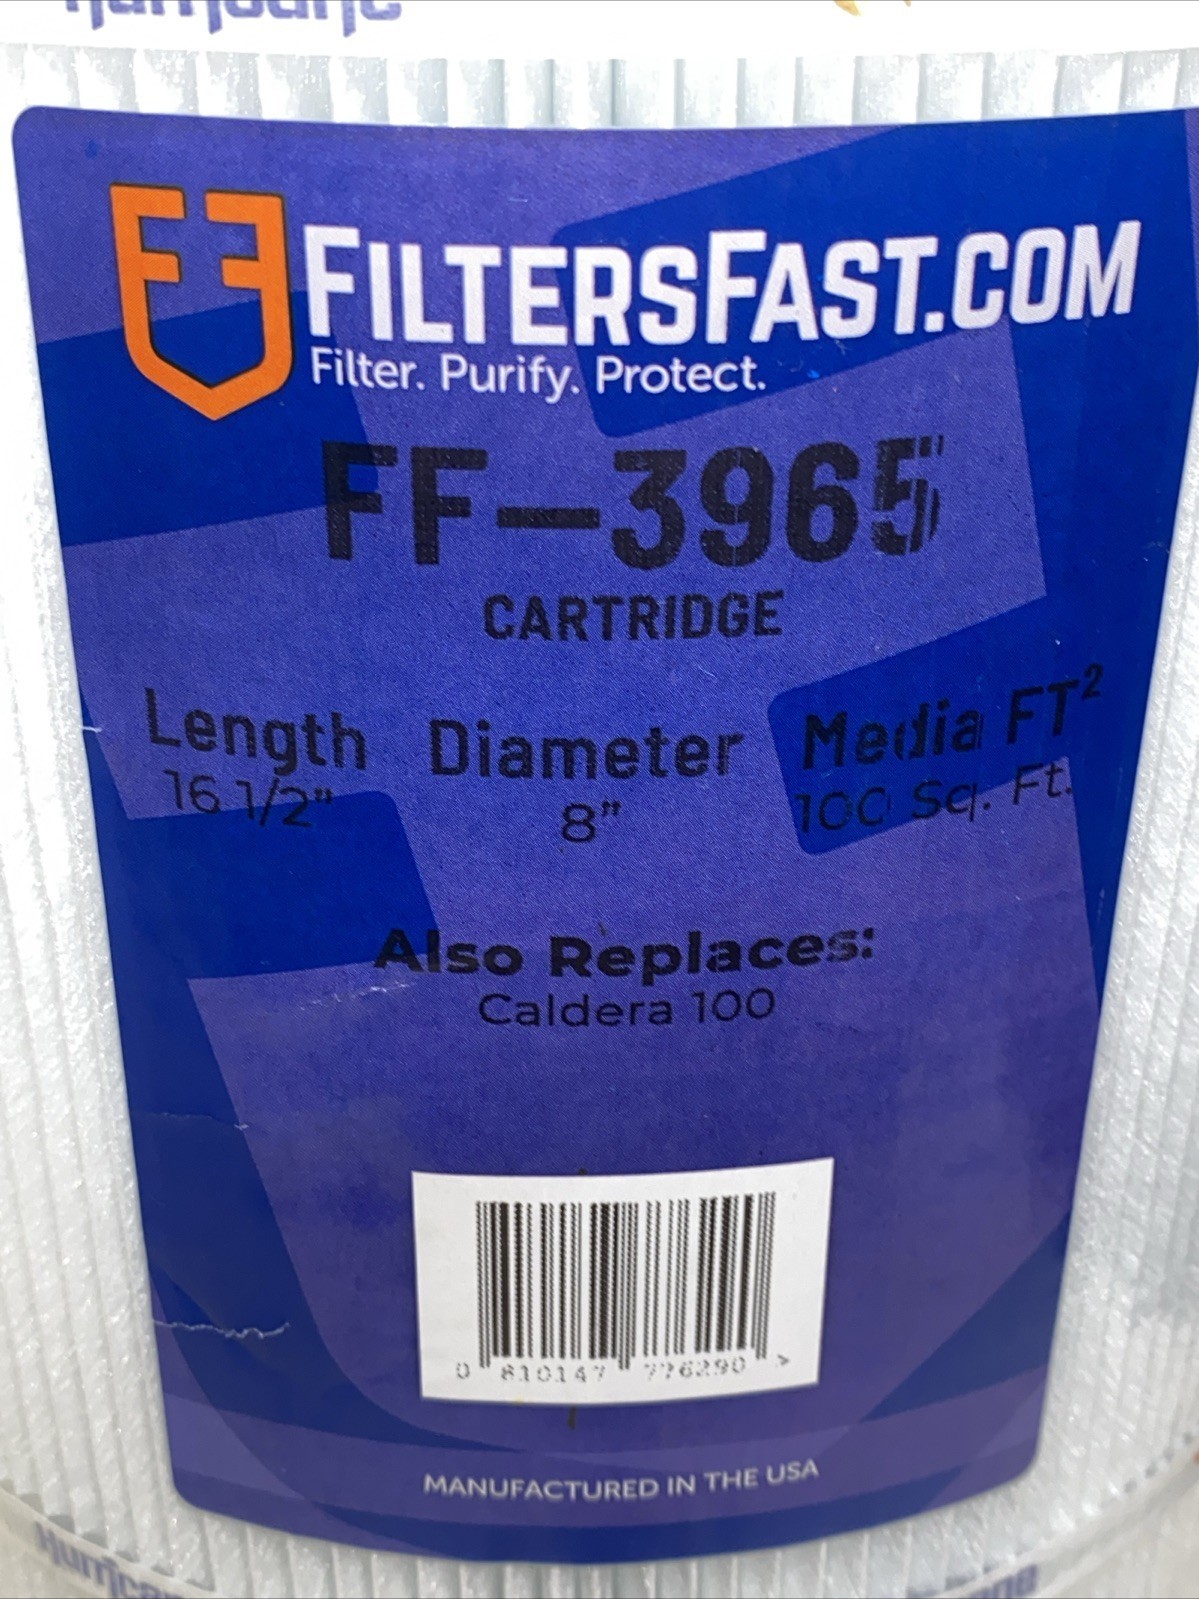 Hurricane
FILTERSFAST.COM
Filter. Purify. Protect.
FF—3965
CARTRIDGE
Length Diameter Media FT²
16 1/2" 8” 100 Sq. Ft.
Also Replaces:
Caldera 100
0 810147 776290 >
MANUFACTURED IN THE USA